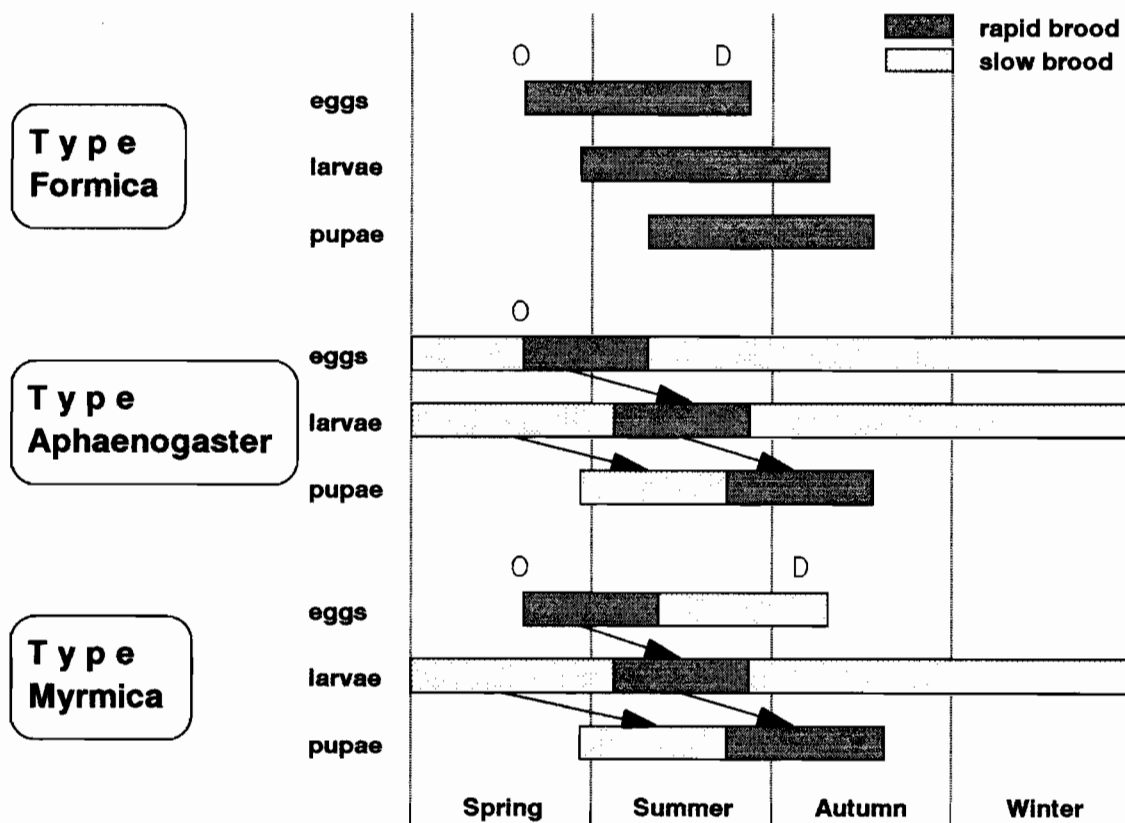 rapid brood
slow brood
O D
eggs
Type
Formica
larvae
pupae
O
eggs
Type
Aphaenogaster
larvae
pupae
O D
eggs
Type
Myrmica
larvae
pupae
Spring Summer Autumn Winter